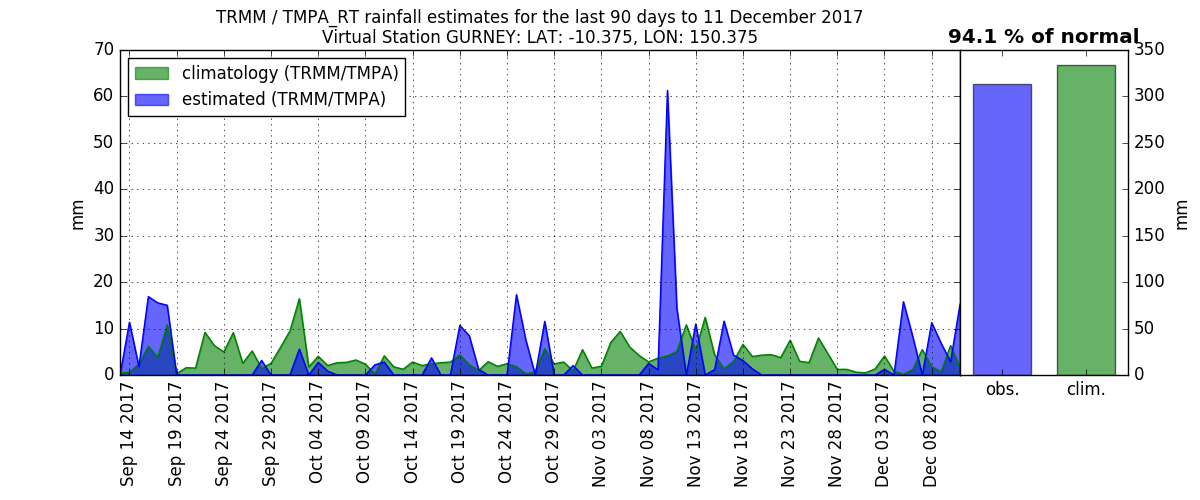 TRMM / TMPA_RT rainfall estimates for the last 90 days to 11 December 2017
Virtual Station GURNEY: LAT: -10.375, LON: 150.375
94.1 % of normal
climatology (TRMM/TMPA)
estimated (TRMM/TMPA)
70
60
50
40
30
20
10
0
mm
Sep 14 2017
Sep 19 2017
Sep 24 2017
Sep 29 2017
Oct 04 2017
Oct 09 2017
Oct 14 2017
Oct 19 2017
Oct 24 2017
Oct 29 2017
Nov 03 2017
Nov 08 2017
Nov 13 2017
Nov 18 2017
Nov 23 2017
Nov 28 2017
Dec 03 2017
Dec 08 2017
350
300
250
200
150
100
50
0
mm
obs.
clim.